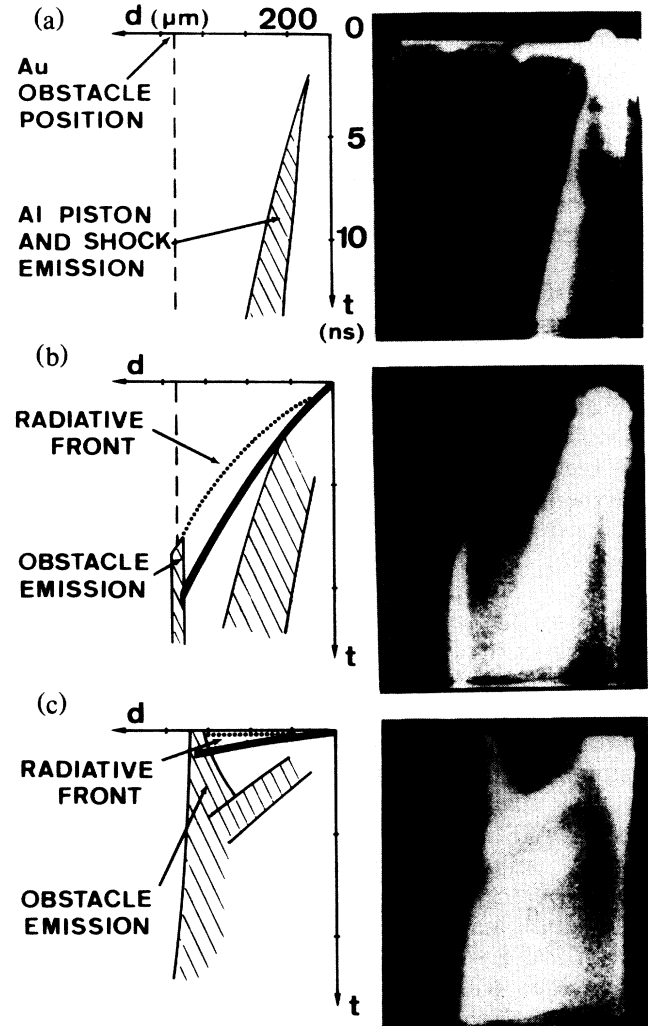 (a)
d (μm) 200 0
Au
OBSTACLE
POSITION
5
Al PISTON
AND SHOCK
EMISSION
10
t
(ns)
(b)
d
RADIATIVE
FRONT
OBSTACLE
EMISSION
t
(c)
d
RADIATIVE
FRONT
OBSTACLE
EMISSION
t